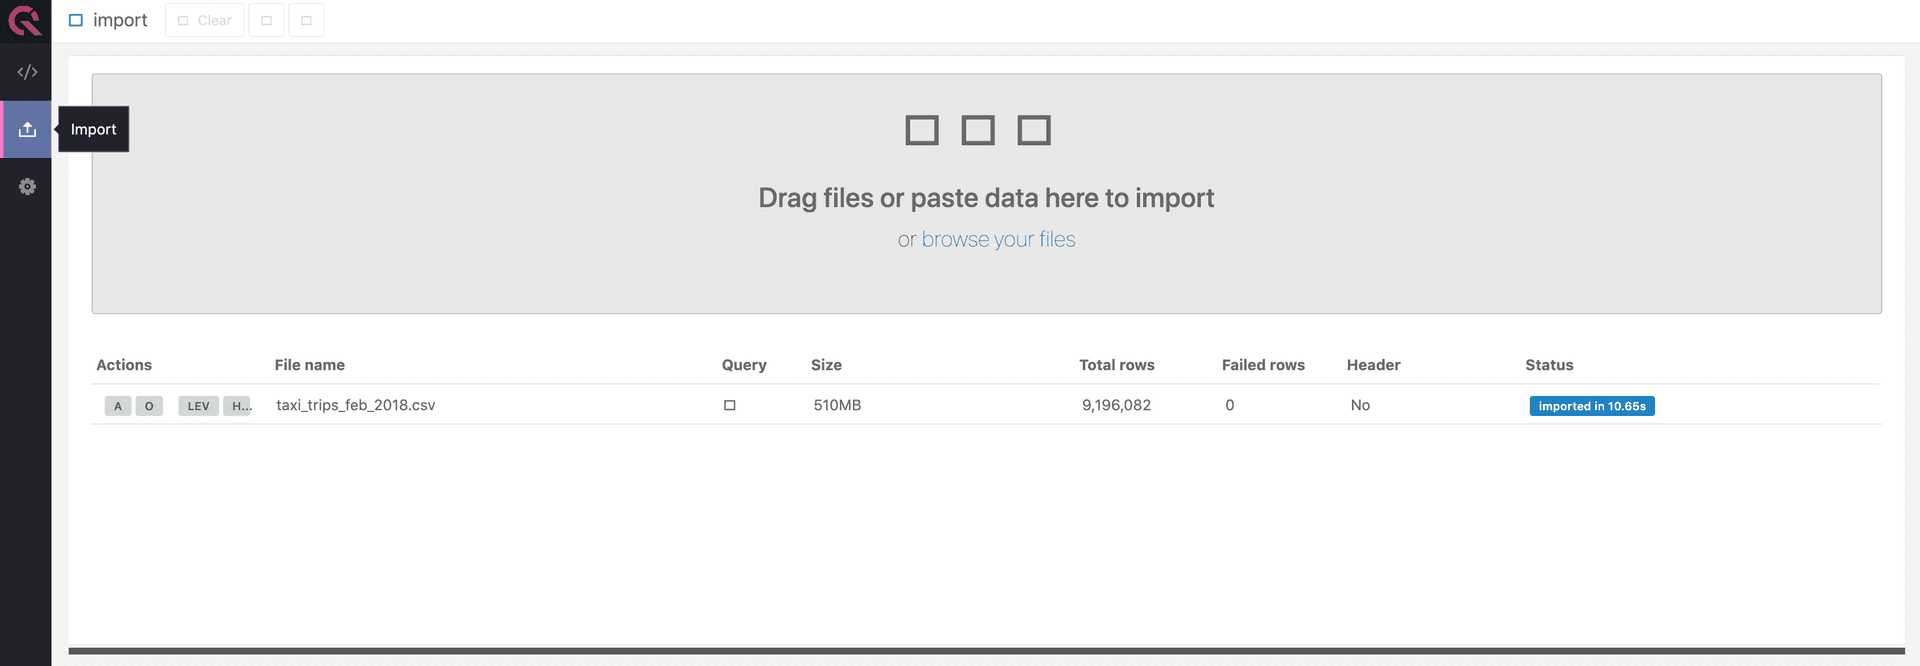 import Clear
Import
Drag files or paste data here to import
or browse your files
Actions File name Query Size Total rows Failed rows Header Status
A O LEV H... taxi_trips_feb_2018.csv 510MB 9,196,082 0 No imported in 10.65s